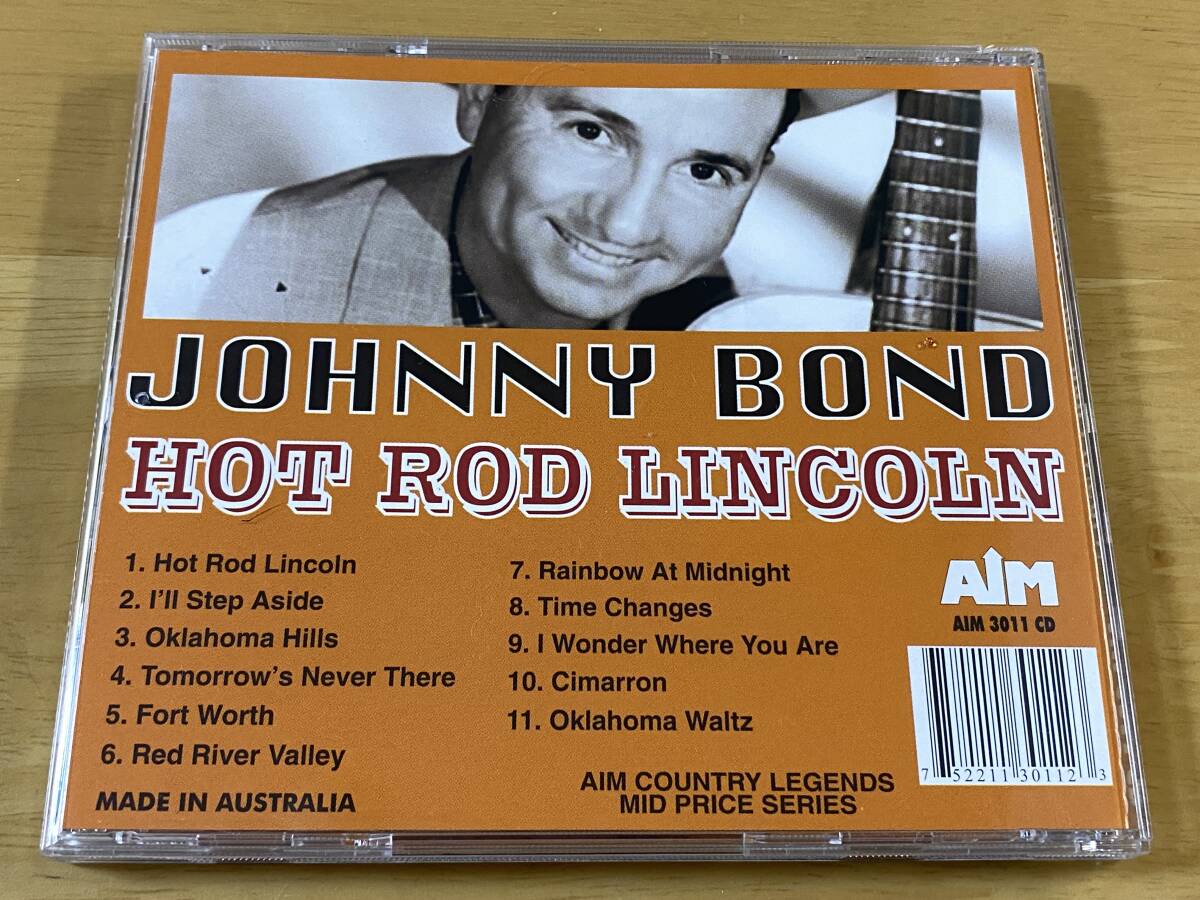 JOHNNY BOND
HOT ROD LINCOLN
1. Hot Rod Lincoln
2. I'll Step Aside
3. Oklahoma Hills
4. Tomorrow's Never There
5. Fort Worth
6. Red River Valley
7. Rainbow At Midnight
8. Time Changes
9. I Wonder Where You Are
10. Cimarron
11. Oklahoma Waltz
AIM
AIM 3011 CD
7 52211 30112 3
MADE IN AUSTRALIA
AIM COUNTRY LEGENDS
MID PRICE SERIES